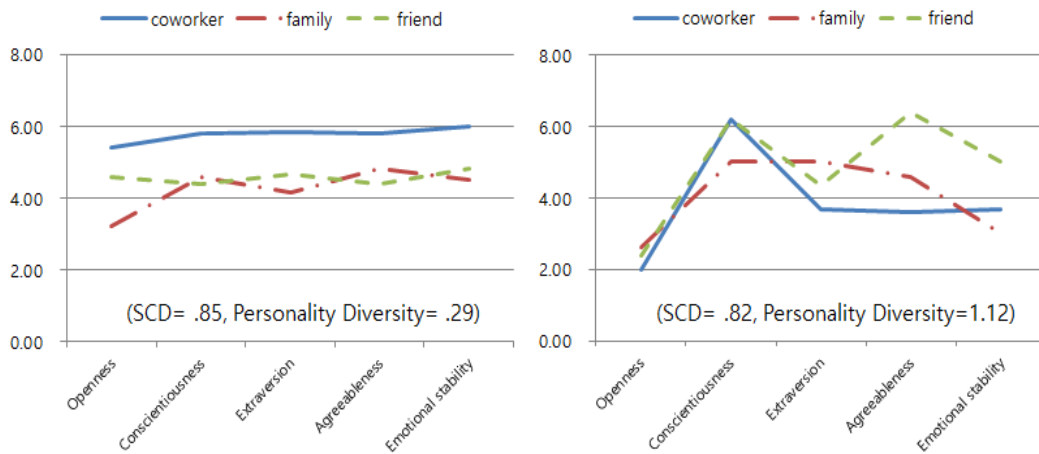 coworker family friend
8.00
6.00
4.00
2.00
0.00
(SCD= .85, Personality Diversity= .29)
Openness
Conscientiousness
Extraversion
Agreeableness
Emotional stability
coworker family friend
8.00
6.00
4.00
2.00
0.00
(SCD= .82, Personality Diversity=1.12)
Openness
Conscientiousness
Extraversion
Agreeableness
Emotional stability